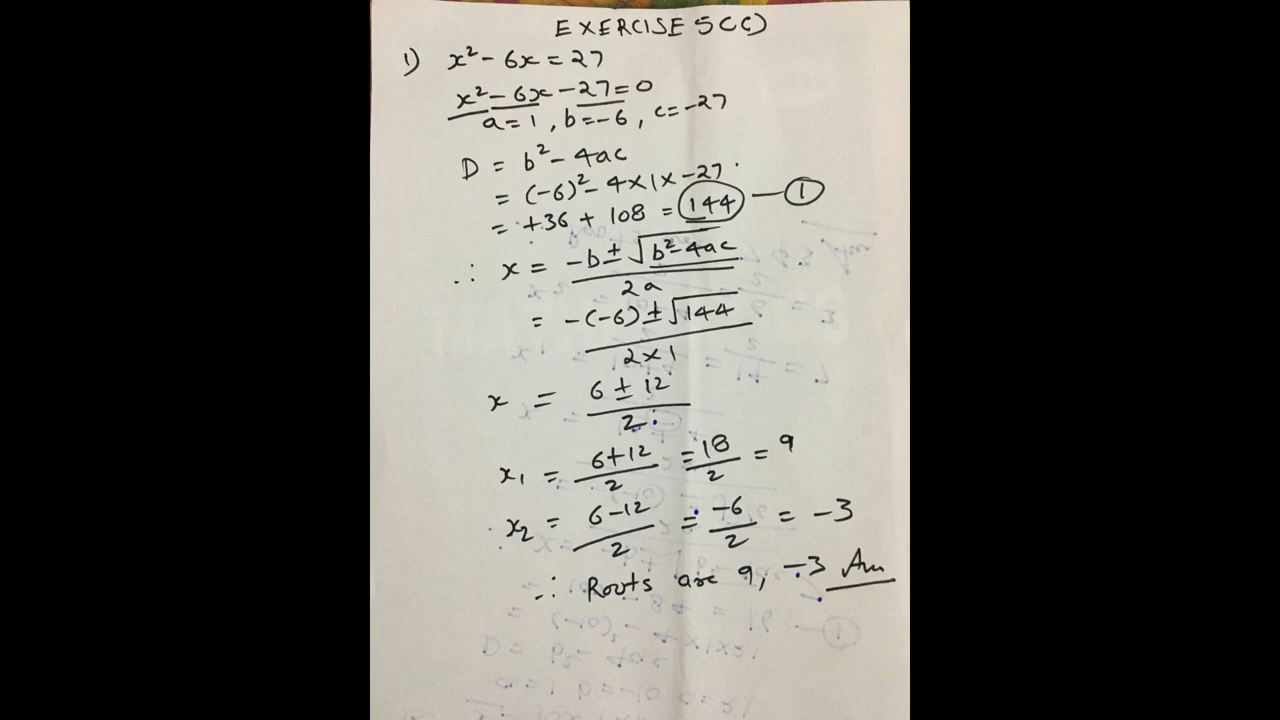 EXERCISE 5(C)
1) x² - 6x = 27
x² - 6x - 27 = 0
a = 1, b = -6, c = -27
D = b² - 4ac
= (-6)² - 4×1× -27
= +36 + 108 = 144 — ①
∴ x = -b ± √b² - 4ac / 2a
= -(-6) ± √144 / 2×1
x = 6 ± 12 / 2
x₁ = 6+12 / 2 = 18 / 2 = 9
x₂ = 6-12 / 2 = -6 / 2 = -3
∴ Roots are 9, -3 Ans